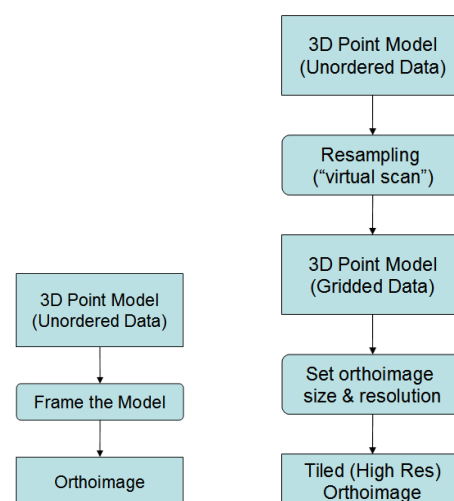 3D Point Model
(Unordered Data)
Frame the Model
Orthoimage
3D Point Model
(Unordered Data)
Resampling
(“virtual scan”)
3D Point Model
(Gridded Data)
Set orthoimage
size & resolution
Tiled (High Res)
Orthoimage